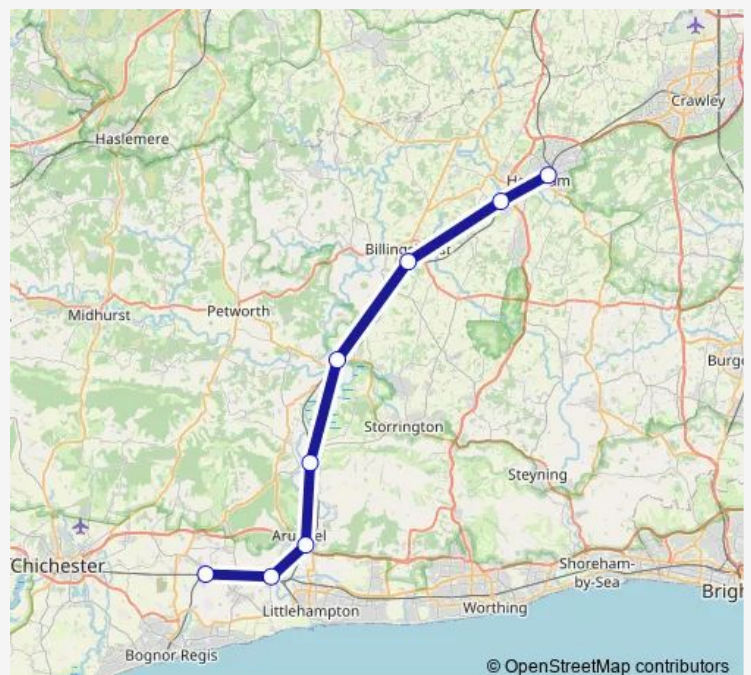 Crawley
Haslemere
Midhurst
Petworth
Storrington
Steyning
Chichester
Shoreham-
by-Sea
Littlehampton
Worthing
Bognor Regis
© OpenStreetMap contributors